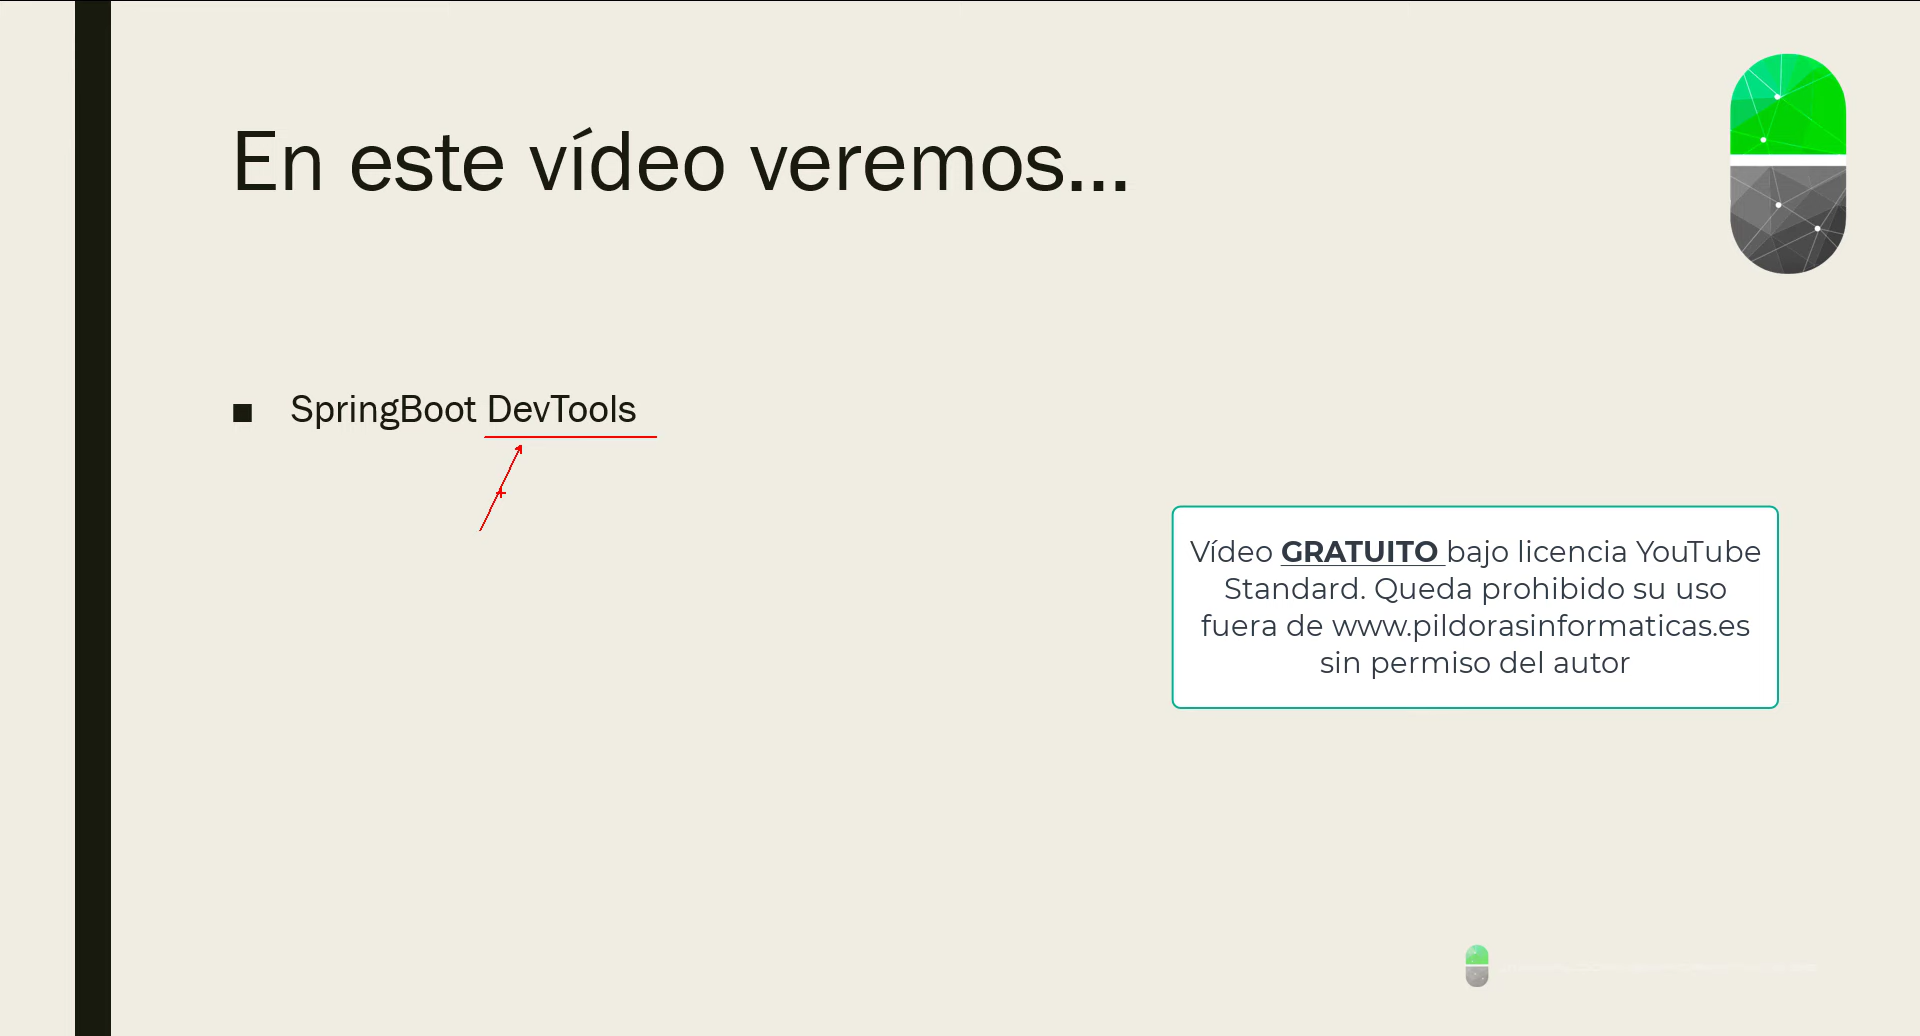 En este vídeo veremos...
■ SpringBoot DevTools
Vídeo GRATUITO bajo licencia YouTube
Standard. Queda prohibido su uso
fuera de www.pildorasinformaticas.es
sin permiso del autor